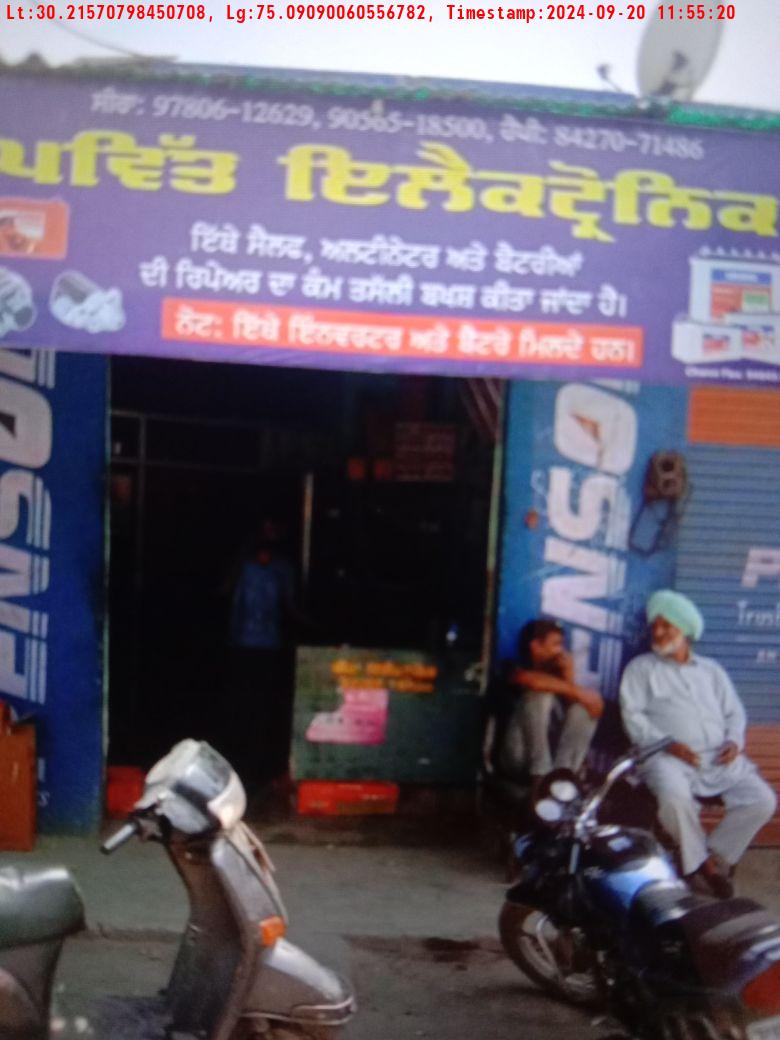 Lt:30.21570798450708, Lg:75.09090060556782, Timestamp:2024-09-20 11:55:20
ਸੀਰਾ: 97806-12629, 90565-18500, ਹੈਪੀ: 84270-71486
ਪਵਿੱਤ ਇਲੈਕਟ੍ਰੋਨਿਕ
ਇੱਥੇ ਸੈਲਫ, ਅਲਟੀਨੇਟਰ ਅਤੇ ਬੈਟਰੀਆਂ
ਦੀ ਰਿਪੇਅਰ ਦਾ ਕੰਮ ਤਸੱਲੀ ਬਖਸ ਕੀਤਾ ਜਾਂਦਾ ਹੈ।
ਨੋਟ: ਇੱਥੇ ਇੰਨਵਰਟਰ ਅਤੇ ਬੈਟਰੇ ਮਿਲਦੇ ਹਨ।